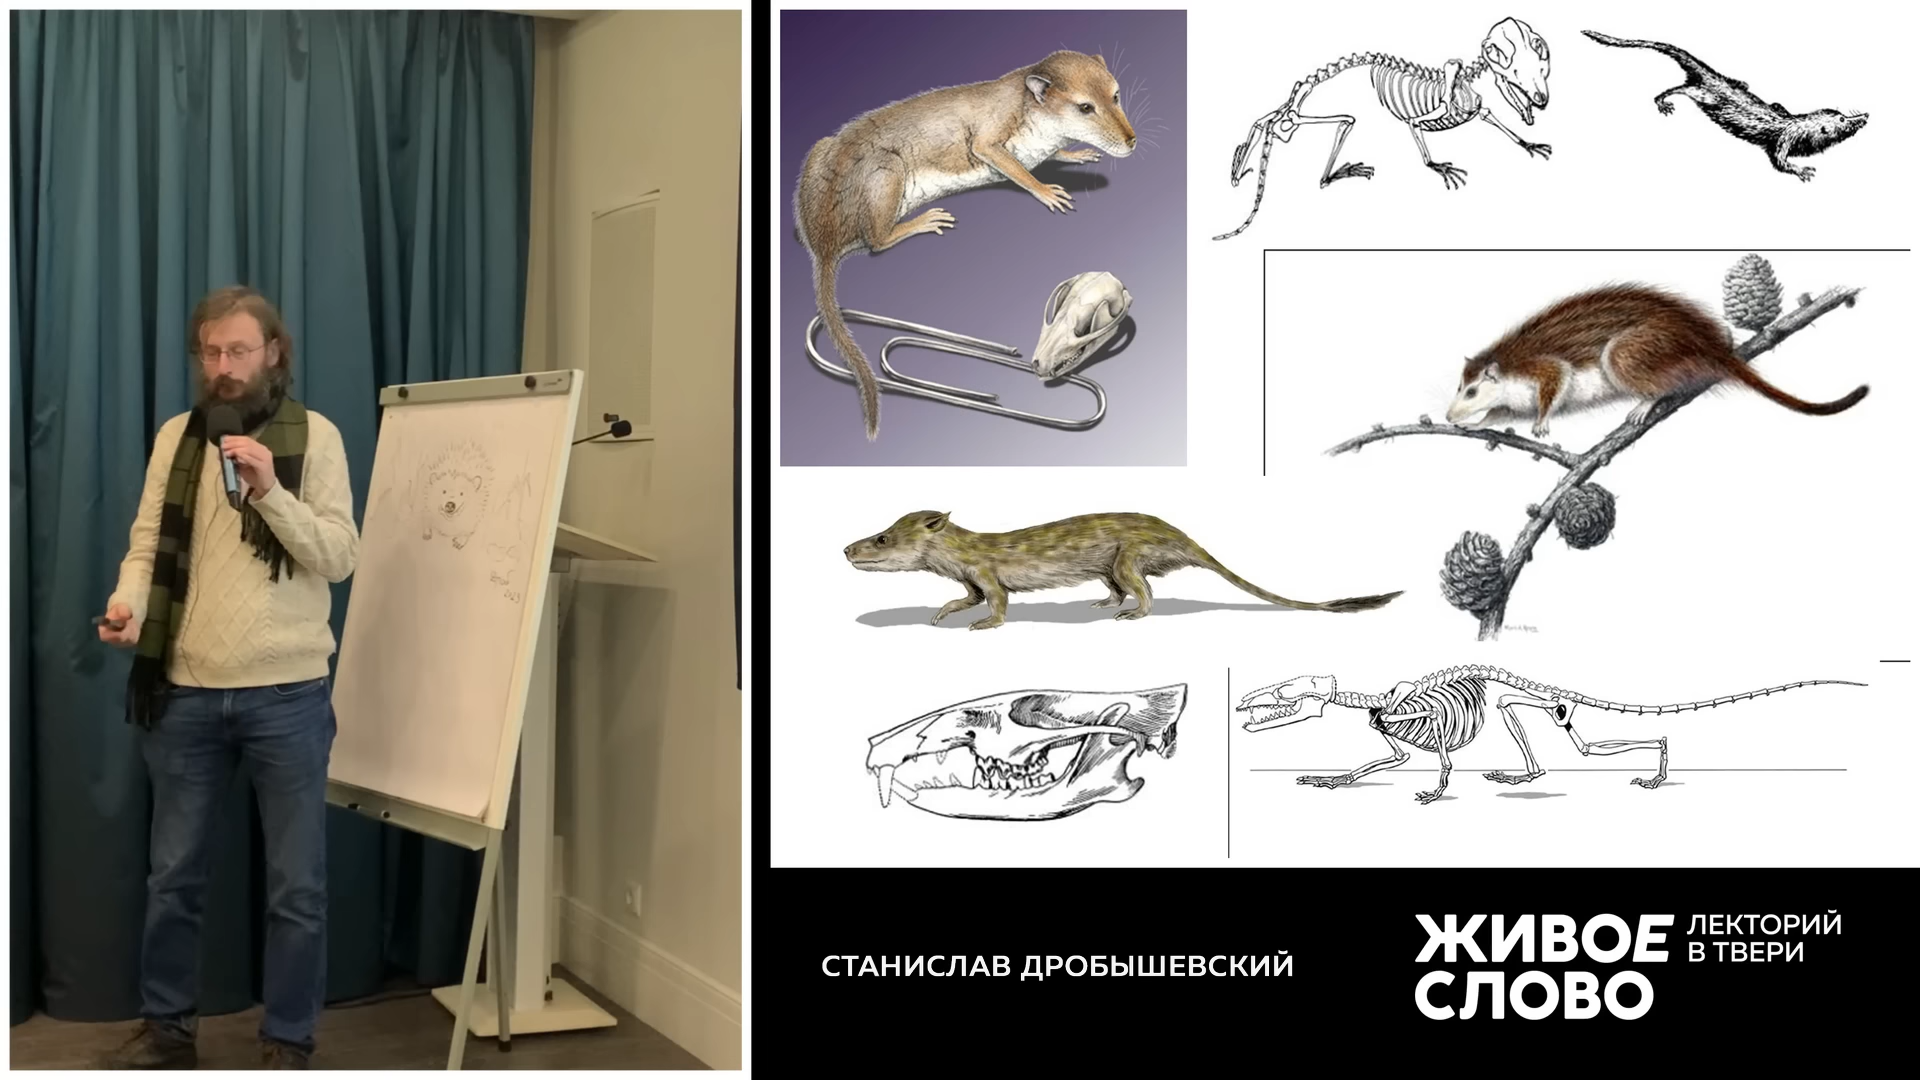 СТАНИСЛАВ ДРОБЫШЕВСКИЙ
ЖИВОЕ
СЛОВО
ЛЕКТОРИЙ
В ТВЕРИ